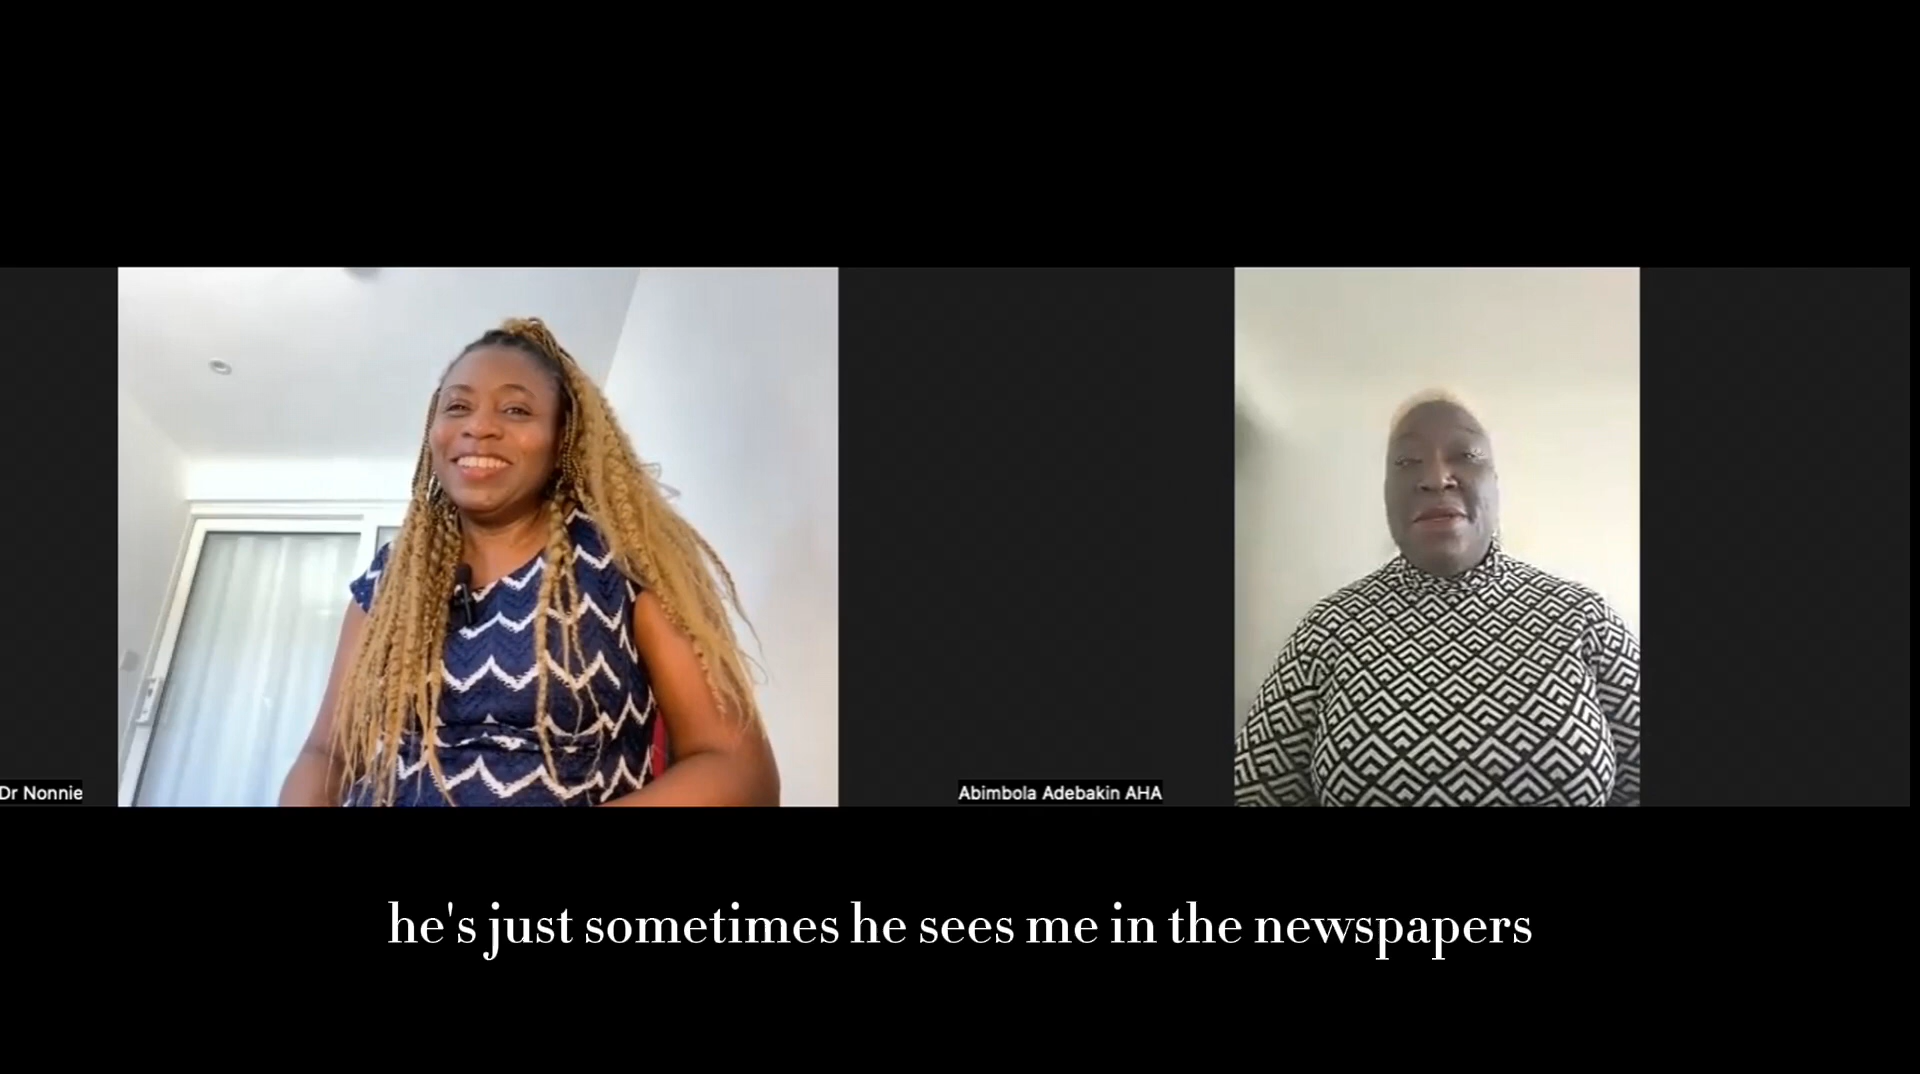 Dr Nonnie
Abimbola Adebakin AHA
he's just sometimes he sees me in the newspapers